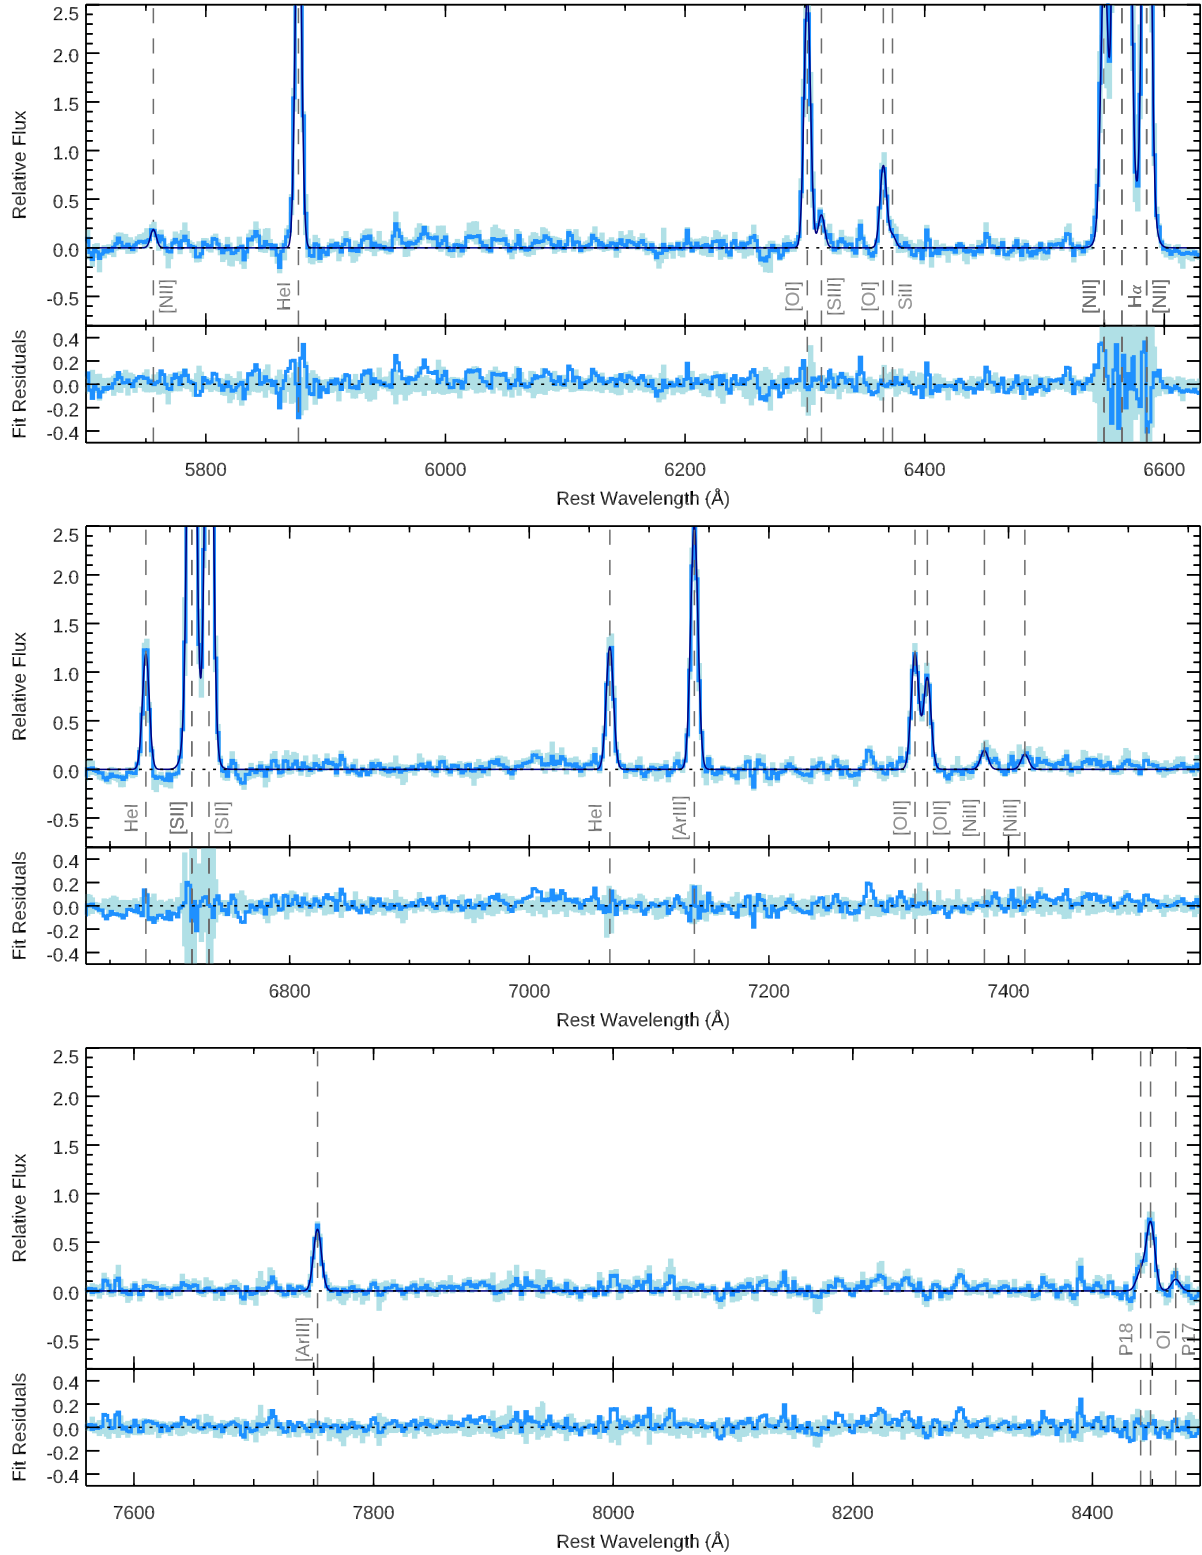 2.5
2.0
1.5
1.0
0.5
0.0
-0.5
Relative Flux
[NII]
HeI
[OI]
[SIII]
[OI]
SiII
[NII]
Hα
[NII]
0.4
0.2
0.0
-0.2
-0.4
Fit Residuals
5800
6000
6200
6400
6600
Rest Wavelength (Å)
2.5
2.0
1.5
1.0
0.5
0.0
-0.5
Relative Flux
HeI
[SII]
[SII]
HeI
[ArIII]
[OII]
[OII]
[NiII]
[NiII]
0.4
0.2
0.0
-0.2
-0.4
Fit Residuals
6800
7000
7200
7400
Rest Wavelength (Å)
2.5
2.0
1.5
1.0
0.5
0.0
-0.5
Relative Flux
[ArIII]
P18
OI
P17
0.4
0.2
0.0
-0.2
-0.4
Fit Residuals
7600
7800
8000
8200
8400
Rest Wavelength (Å)